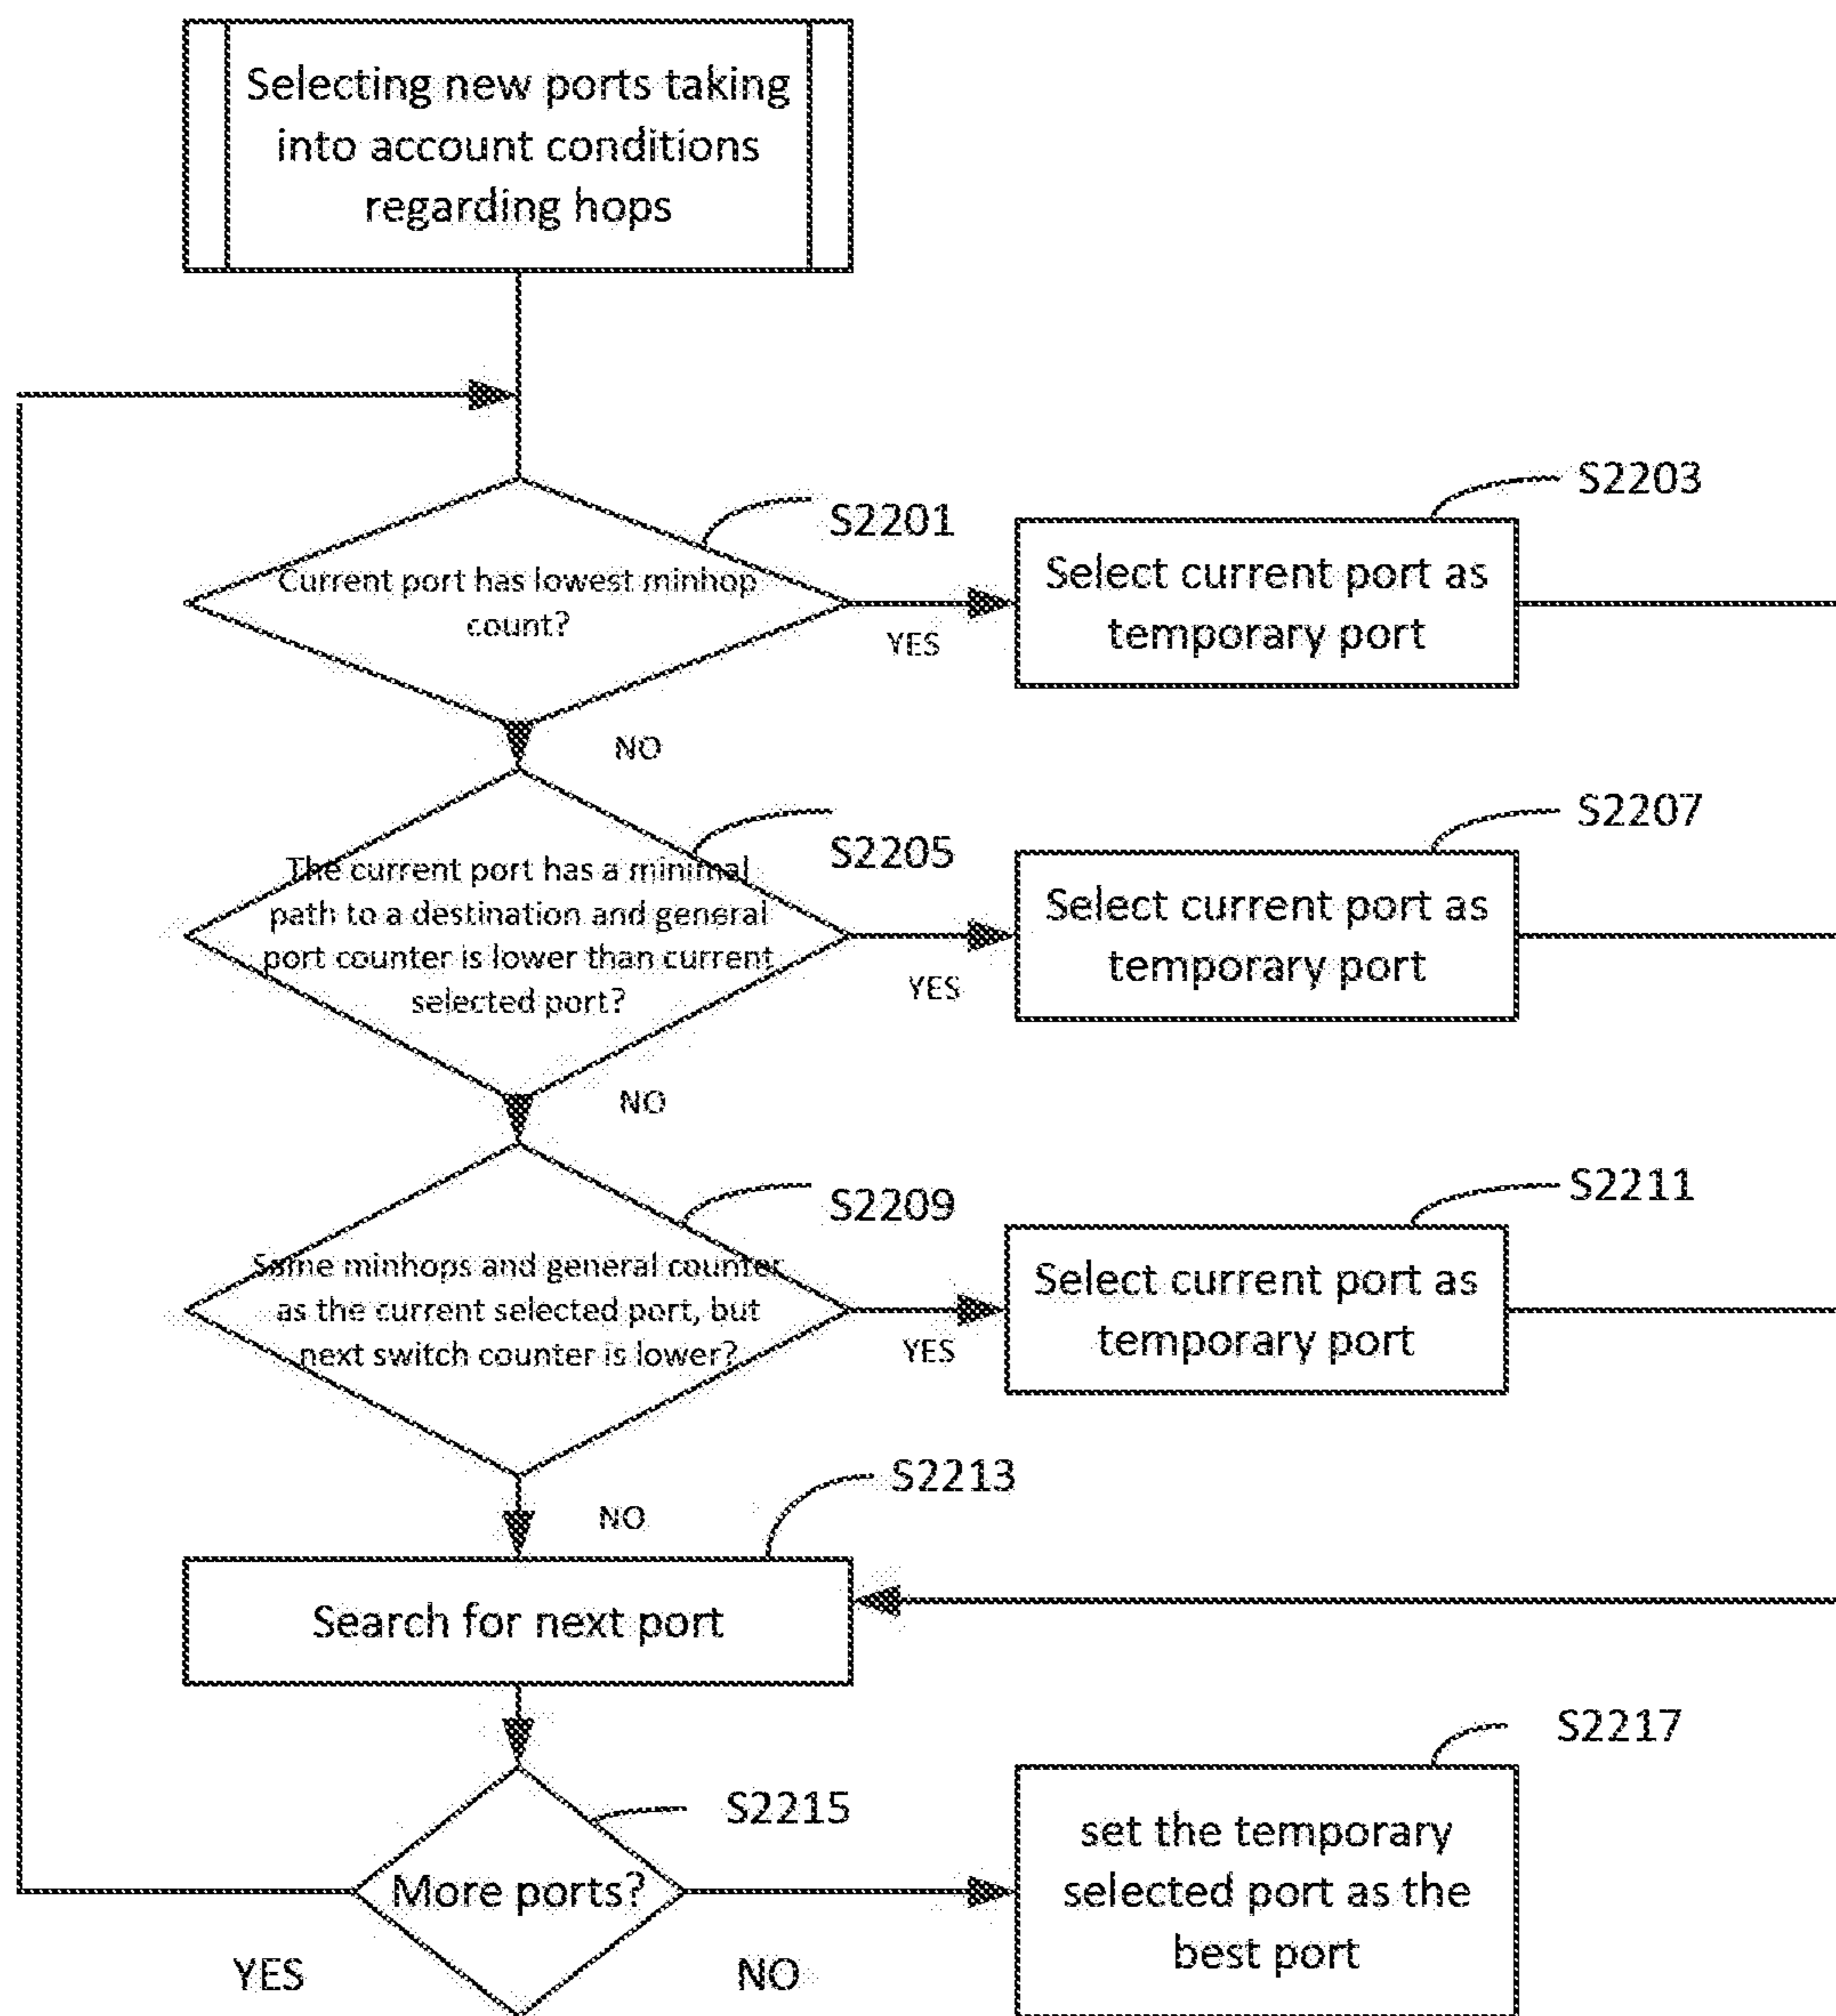 Selecting new ports taking
into account conditions
regarding hops
S2201
Current port has lowest minhop
count?
YES
NO
S2203
Select current port as
temporary port
S2205
The current port has a minimal
path to a destination and general
port counter is lower than current
selected port?
YES
NO
S2207
Select current port as
temporary port
S2209
Same minhops and general counter
as the current selected port, but
next switch counter is lower?
YES
NO
S2211
Select current port as
temporary port
S2213
Search for next port
S2215
More ports?
YES
NO
S2217
set the temporary
selected port as the
best port